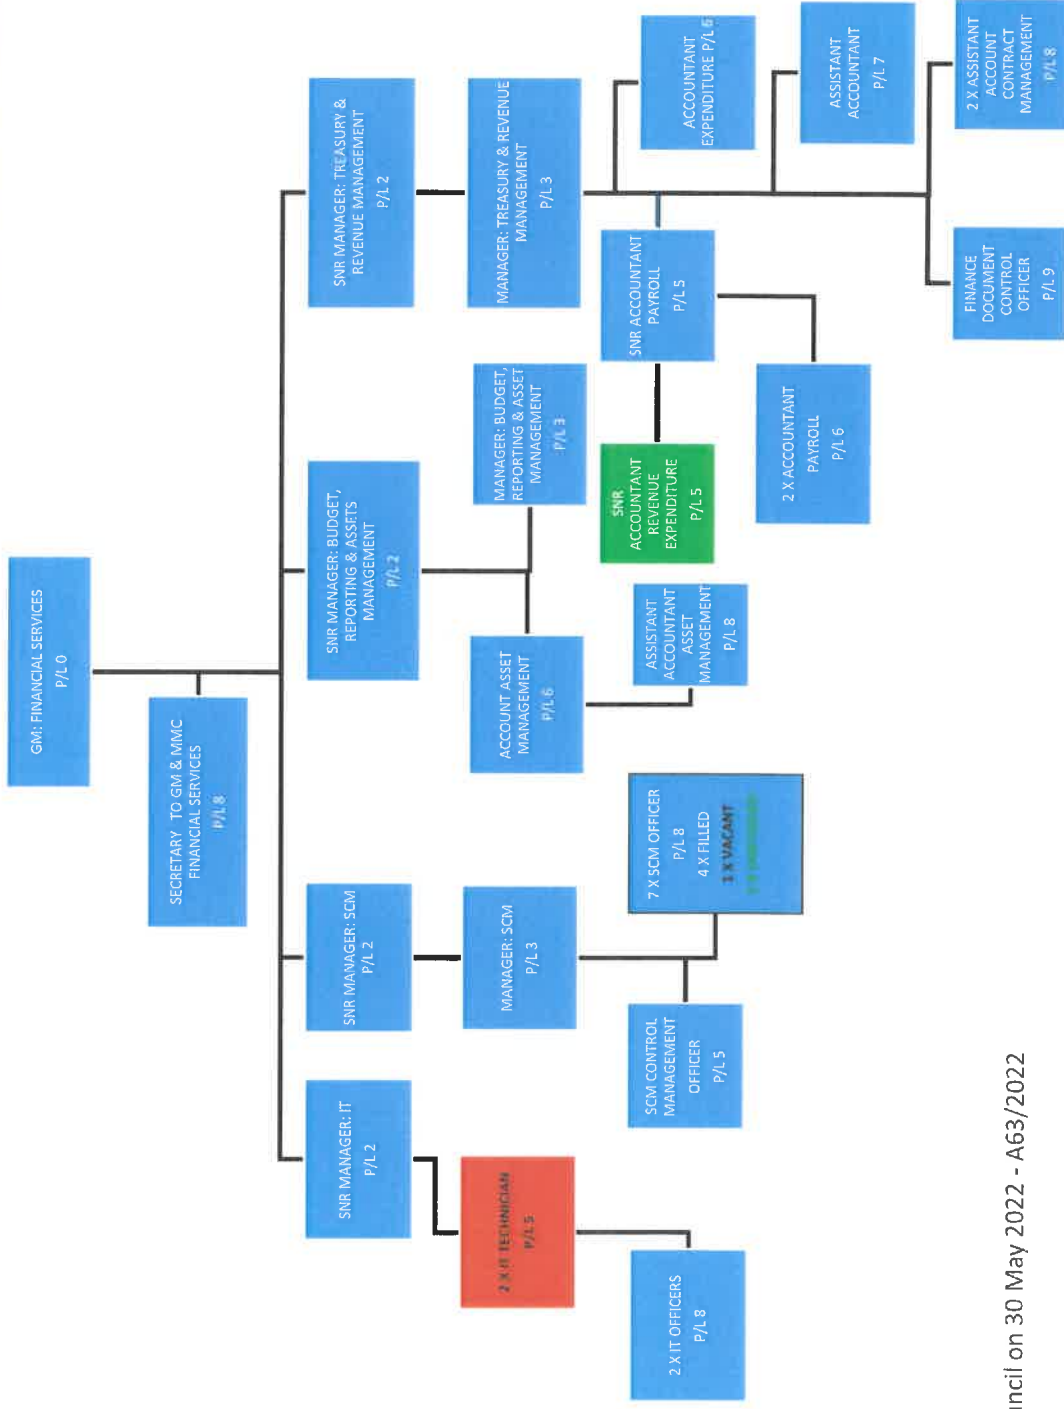 GM: FINANCIAL SERVICES
P/L 0
SECRETARY TO GM & MMC
FINANCIAL SERVICES
P/L 8
SNR MANAGER: IT
P/L 2
SNR MANAGER: SCM
P/L 2
SNR MANAGER: BUDGET,
REPORTING & ASSETS
MANAGEMENT
P/L 2
SNR MANAGER: TREASURY &
REVENUE MANAGEMENT
P/L 2
2 X IT TECHNICIAN
P/L 5
MANAGER: SCM
P/L 3
ACCOUNT ASSET
MANAGEMENT
P/L 6
MANAGER: BUDGET,
REPORTING & ASSET
MANAGEMENT
P/L 3
MANAGER: TREASURY & REVENUE
MANAGEMENT
P/L 3
2 X IT OFFICERS
P/L 8
SCM CONTROL
MANAGEMENT
OFFICER
P/L 5
7 X SCM OFFICER
P/L 8
4 X FILLED
1 X VACANT
ASSISTANT
ACCOUNTANT
ASSET
MANAGEMENT
P/L 8
SNR
ACCOUNTANT
REVENUE
EXPENDITURE
P/L 5
SNR ACCOUNTANT
PAYROLL
P/L 5
ACCOUNTANT
EXPENDITURE P/L 6
2 X ACCOUNTANT
PAYROLL
P/L 6
ASSISTANT
ACCOUNTANT
P/L 7
FINANCE
DOCUMENT
CONTROL
OFFICER
P/L 9
2 X ASSISTANT
ACCOUNT
CONTRACT
MANAGEMENT
P/L 8
uncil on 30 May 2022 - A63/2022